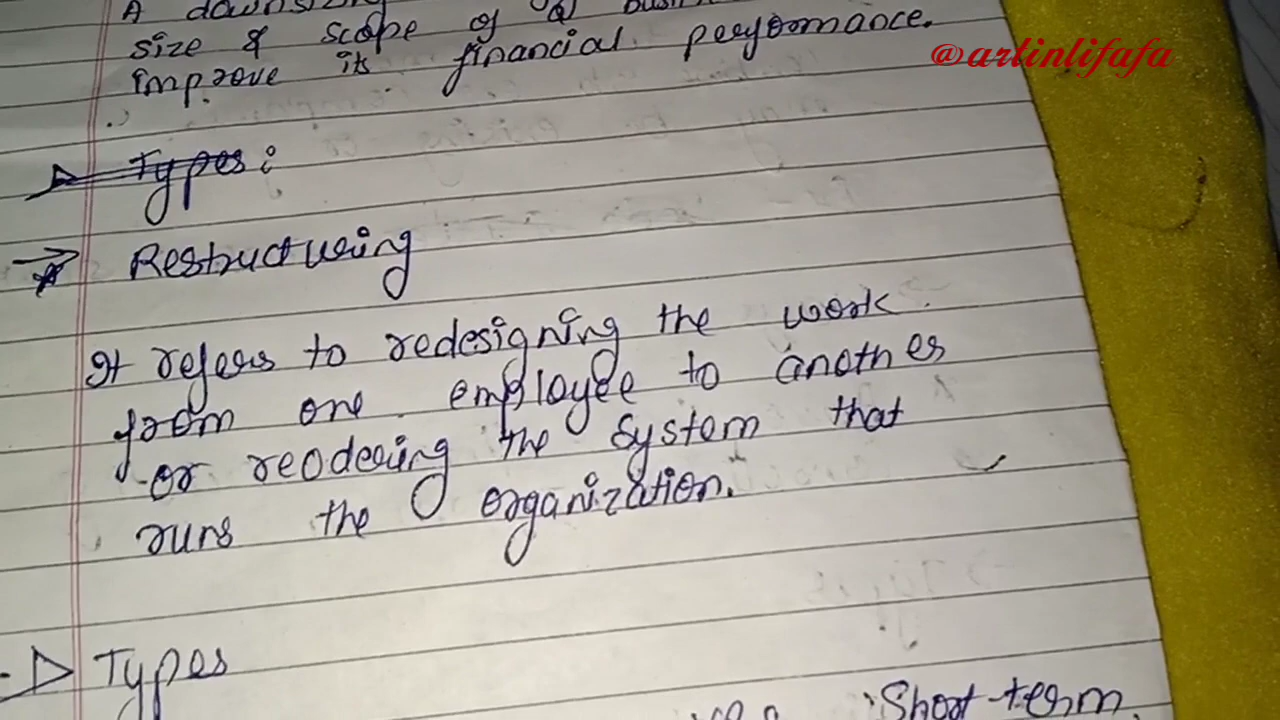 A downsizing
size & scope of a
improve its financial performance.
@artinlifafa
Types:
→ Restructuring
It refers to redesigning the work
from one employee to another
or reodering the system that
runs the organization.
Types
Short-term